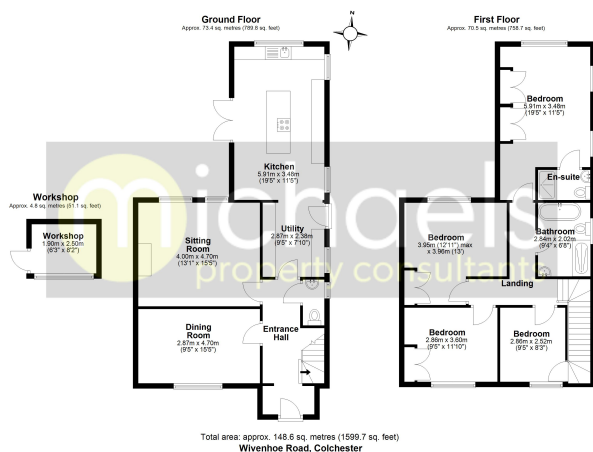 Ground Floor
Approx. 73.4 sq. metres (789.8 sq. feet)
N
First Floor
Approx. 70.5 sq. metres (758.7 sq. feet)
Kitchen
5.91m x 3.48m
(19'5" x 11'5")
Bedroom
5.91m x 3.48m
(19'5" x 11'5")
En-suite
Workshop
Approx. 4.8 sq. metres (51.1 sq. feet)
Workshop
1.90m x 2.50m
(6'3" x 8'2")
Sitting
Room
4.00m x 4.70m
(13'1" x 15'5")
Utility
2.87m x 2.38m
(9'5" x 7'10")
Bedroom
3.95m (12'11") max
x 3.96m (13')
Bathroom
2.84m x 2.02m
(9'4" x 6'8")
Landing
Dining
Room
2.87m x 4.70m
(9'5" x 15'5")
Entrance
Hall
Bedroom
2.86m x 3.60m
(9'5" x 11'10")
Bedroom
2.86m x 2.52m
(9'5" x 8'3")
michaels
property consultants
Total area: approx. 148.6 sq. metres (1599.7 sq. feet)
Wivenhoe Road, Colchester